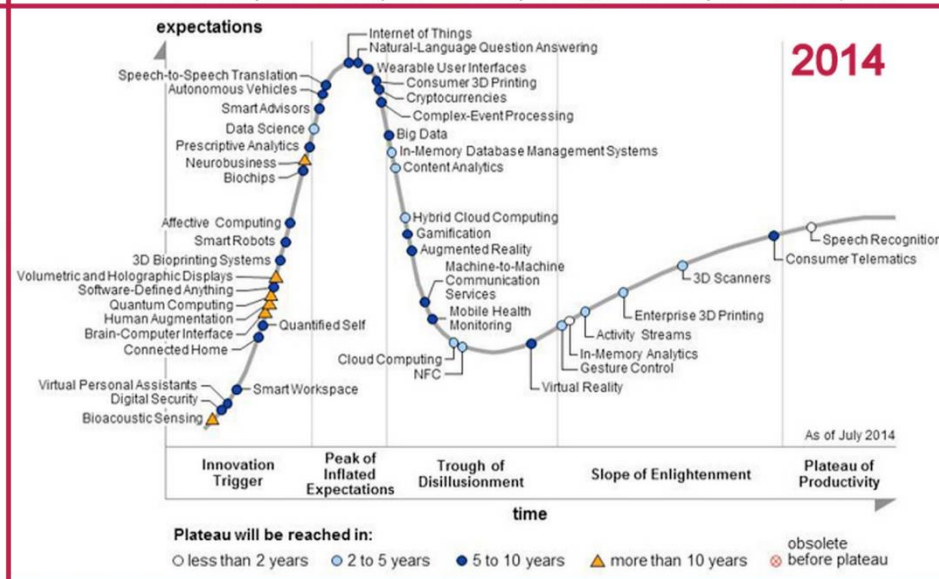 expectations
2014
Internet of Things
Natural-Language Question Answering
Wearable User Interfaces
Consumer 3D Printing
Cryptocurrencies
Complex-Event Processing
Speech-to-Speech Translation
Autonomous Vehicles
Smart Advisors
Data Science
Prescriptive Analytics
Neurobusiness
Biochips
Big Data
In-Memory Database Management Systems
Content Analytics
Affective Computing
Smart Robots
3D Bioprinting Systems
Volumetric and Holographic Displays
Software-Defined Anything
Quantum Computing
Human Augmentation
Brain-Computer Interface
Connected Home
Quantified Self
Hybrid Cloud Computing
Gamification
Augmented Reality
Machine-to-Machine
Communication
Services
Mobile Health
Monitoring
Cloud Computing
NFC
Virtual Personal Assistants
Digital Security
Bioacoustic Sensing
Smart Workspace
Speech Recognition
Consumer Telematics
3D Scanners
Enterprise 3D Printing
Activity Streams
In-Memory Analytics
Gesture Control
Virtual Reality
As of July 2014
Innovation
Trigger
Peak of
Inflated
Expectations
Trough of
Disillusionment
Slope of Enlightenment
Plateau of
Productivity
time
Plateau will be reached in:
less than 2 years
2 to 5 years
5 to 10 years
more than 10 years
obsolete
before plateau